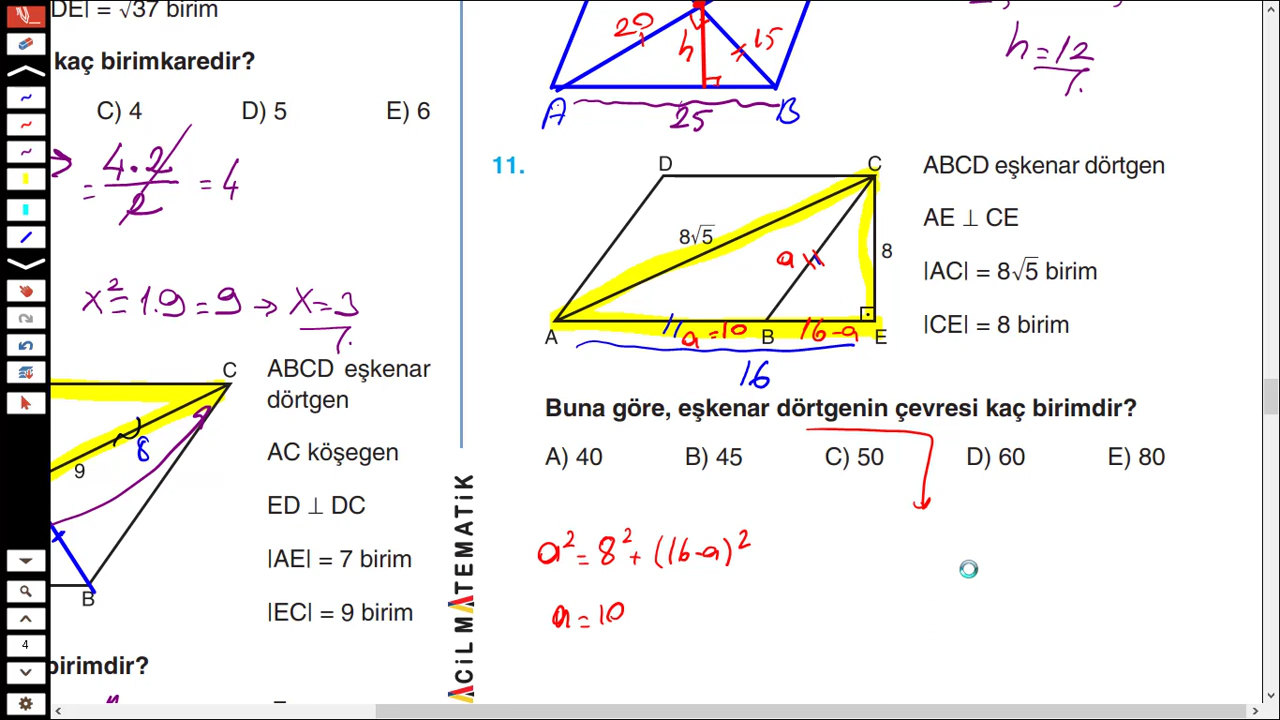 DE| = √37 birim
kaç birimkaredir?
C) 4 D) 5 E) 6
= 4.2 / 2 = 4
x² = 1.9 = 9 → x = 3
C
ABCD eşkenar
dörtgen
AC köşegen
ED ⊥ DC
|AE| = 7 birim
|EC| = 9 birim
9
8
B
birimdir?
20
h
15
A
25
B
h = 12
11.
D
C
8√5
a
8
A
a = 10
B
16-a
E
16
ABCD eşkenar dörtgen
AE ⊥ CE
|AC| = 8√5 birim
|CE| = 8 birim
Buna göre, eşkenar dörtgenin çevresi kaç birimdir?
A) 40 B) 45 C) 50 D) 60 E) 80
a² = 8² + (16-a)²
a = 10
ACiLMATEMATiK
4